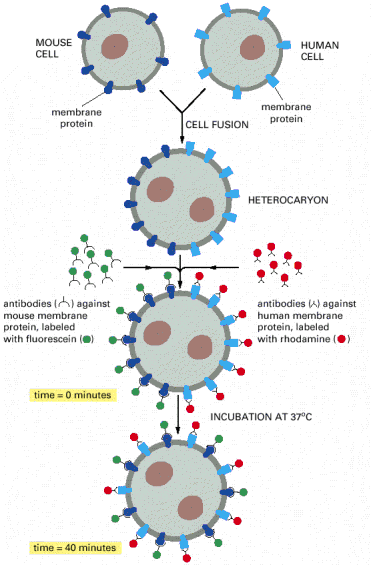 MOUSE
CELL
HUMAN
CELL
membrane
protein
membrane
protein
CELL FUSION
HETEROCARYON
antibodies ( ) against
mouse membrane
protein, labeled
with fluorescein ( )
antibodies ( ) against
human membrane
protein, labeled
with rhodamine ( )
time = 0 minutes
INCUBATION AT 37°C
time = 40 minutes